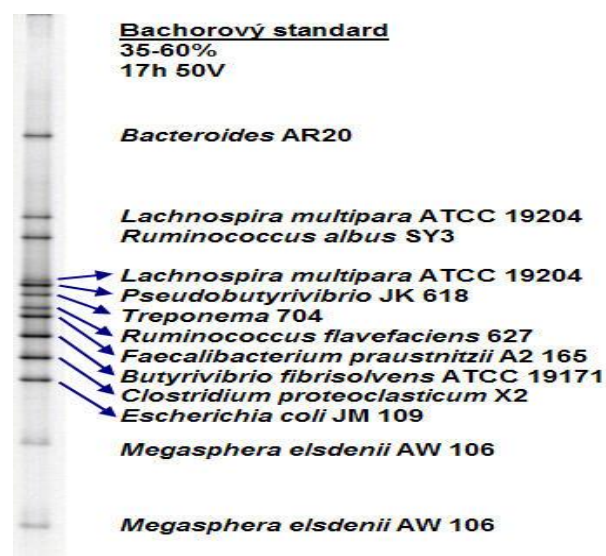 Bachorový standard
35-60%
17h 50V
Bacteroides AR20
Lachnospira multipara ATCC 19204
Ruminococcus albus SY3
Lachnospira multipara ATCC 19204
Pseudobutyrivibrio JK 618
Treponema 704
Ruminococcus flavefaciens 627
Faecalibacterium praustnitzii A2 165
Butyrivibrio fibrisolvens ATCC 19171
Clostridium proteoclasticum X2
Escherichia coli JM 109
Megasphera elsdenii AW 106
Megasphera elsdenii AW 106